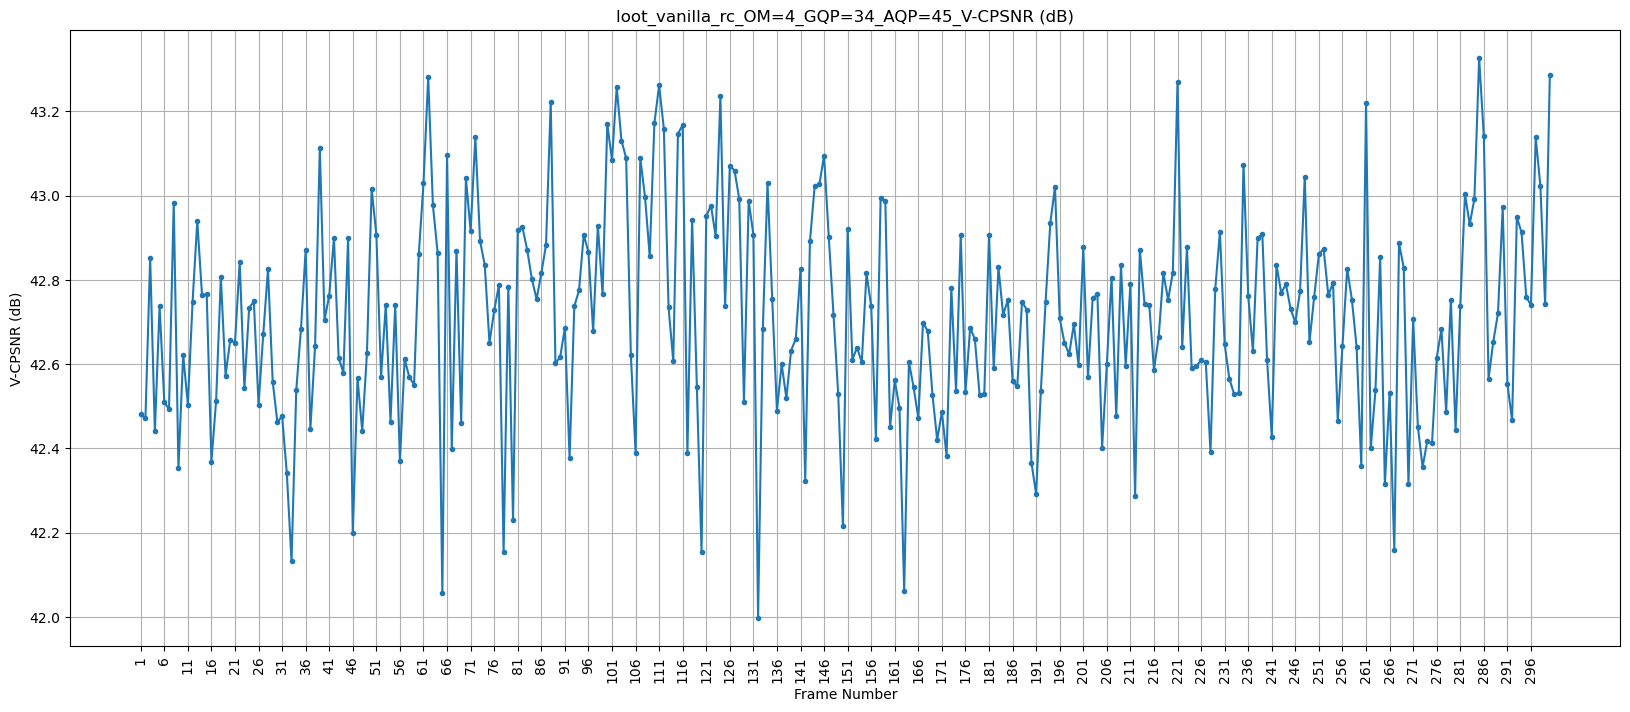 loot_vanilla_rc_OM=4_GQP=34_AQP=45_V-CPSNR (dB)
V-CPSNR (dB)
43.2
43.0
42.8
42.6
42.4
42.2
42.0
1 6 11 16 21 26 31 36 41 46 51 56 61 66 71 76 81 86 91 96 101 106 111 116 121 126 131 136 141 146 151 156 161 166 171 176 181 186 191 196 201 206 211 216 221 226 231 236 241 246 251 256 261 266 271 276 281 286 291 296
Frame Number